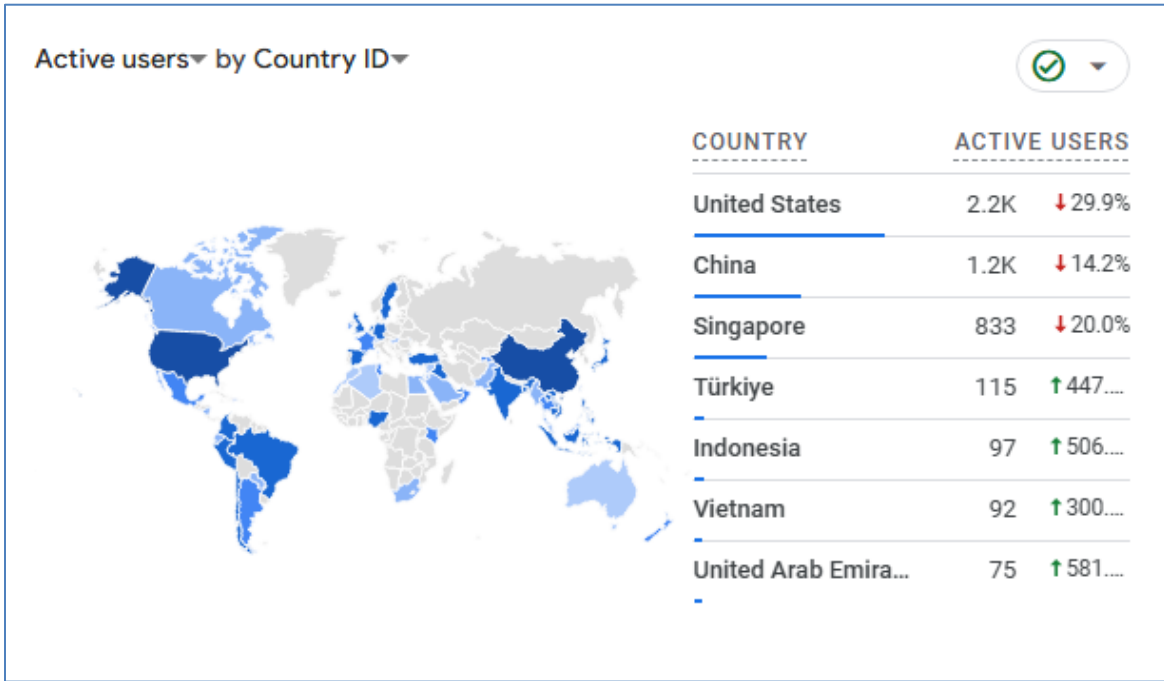 Active users by Country ID
COUNTRY ACTIVE USERS
United States 2.2K ↓29.9%
China 1.2K ↓14.2%
Singapore 833 ↓20.0%
Türkiye 115 ↑447....
Indonesia 97 ↑506....
Vietnam 92 ↑300....
United Arab Emira... 75 ↑581....